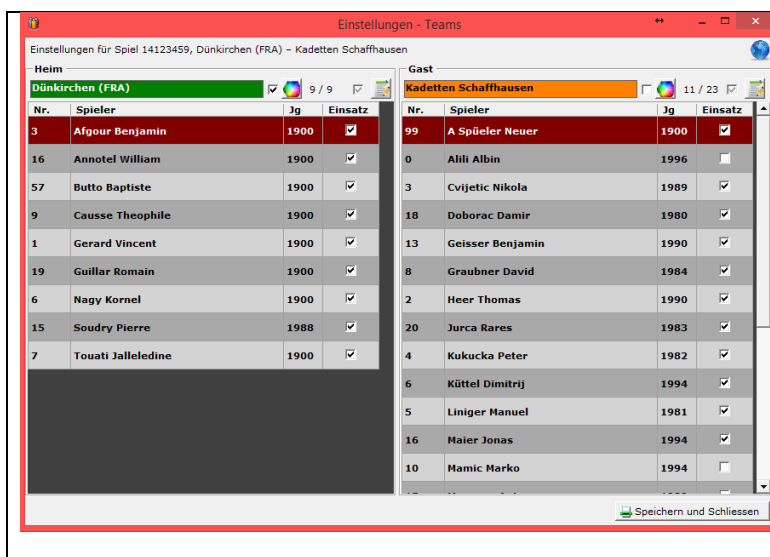 Einstellungen - Teams
Einstellungen für Spiel 14123459, Dünkirchen (FRA) – Kadetten Schaffhausen
Heim
Dünkirchen (FRA) 9 / 9
Nr. Spieler Jg Einsatz
3 Afgour Benjamin 1900
16 Annotel William 1900
57 Butto Baptiste 1900
9 Causse Theophile 1900
1 Gerard Vincent 1900
19 Guillar Romain 1900
6 Nagy Kornel 1900
15 Soudry Pierre 1988
7 Touati Jalleledine 1900
Gast
Kadetten Schaffhausen 11 / 23
Nr. Spieler Jg Einsatz
99 A Spüeler Neuer 1900
0 Alili Albin 1996
3 Cvijetic Nikola 1989
18 Doborac Damir 1980
13 Geisser Benjamin 1990
8 Graubner David 1984
2 Heer Thomas 1990
20 Jurca Rares 1983
4 Kukucka Peter 1982
6 Küttel Dimitrij 1994
5 Liniger Manuel 1981
16 Maier Jonas 1994
10 Mamic Marko 1994
Speichern und Schliessen